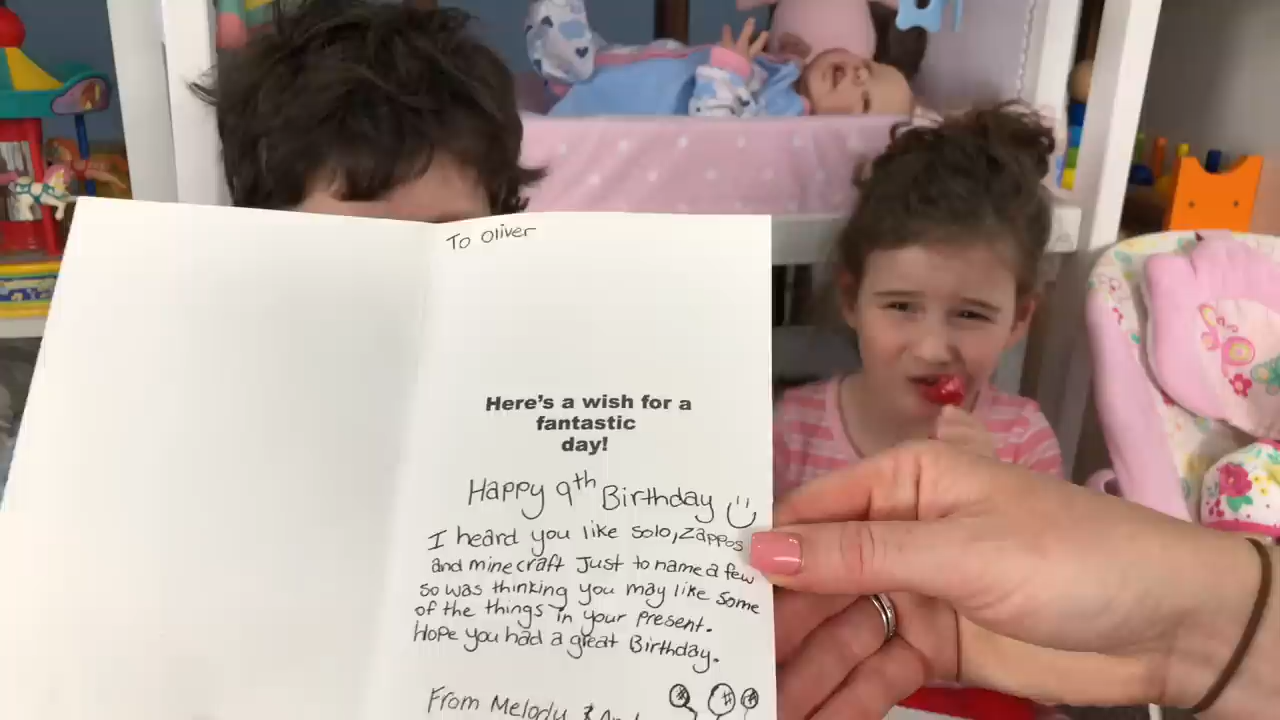 To Oliver
Here's a wish for a
fantastic
day!
Happy 9th Birthday
I heard you like Solo, Zappos
and minecraft Just to name a few
so was thinking you may like some
of the things in your present.
Hope you had a great Birthday.
From Melody &